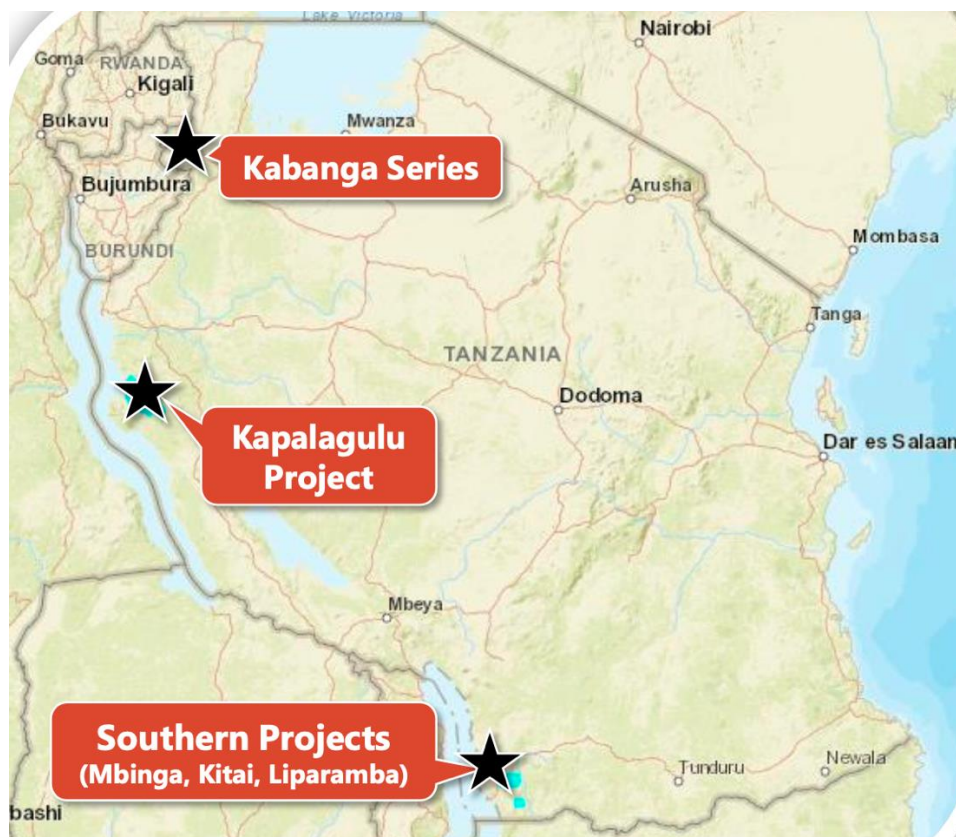 Lake Victoria
Nairobi
Goma
RWANDA
Kigali
Bukavu
Mwanza
Kabanga Series
Bujumbura
Arusha
BURUNDI
Mombasa
Tanga
TANZANIA
Dodoma
Kapalagulu
Project
Dar es Salaan
Mbeya
Southern Projects
(Mbinga, Kitai, Liparamba)
Tunduru
Newala
bashi